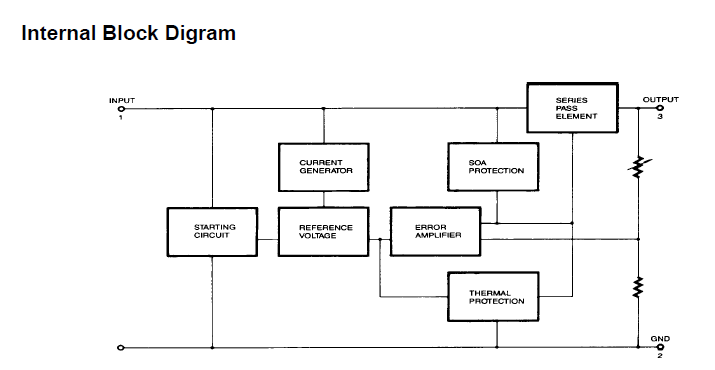 Internal Block Digram
INPUT
1
SERIES
PASS
ELEMENT
OUTPUT
3
CURRENT
GENERATOR
SOA
PROTECTION
STARTING
CIRCUIT
REFERENCE
VOLTAGE
ERROR
AMPLIFIER
THERMAL
PROTECTION
GND
2